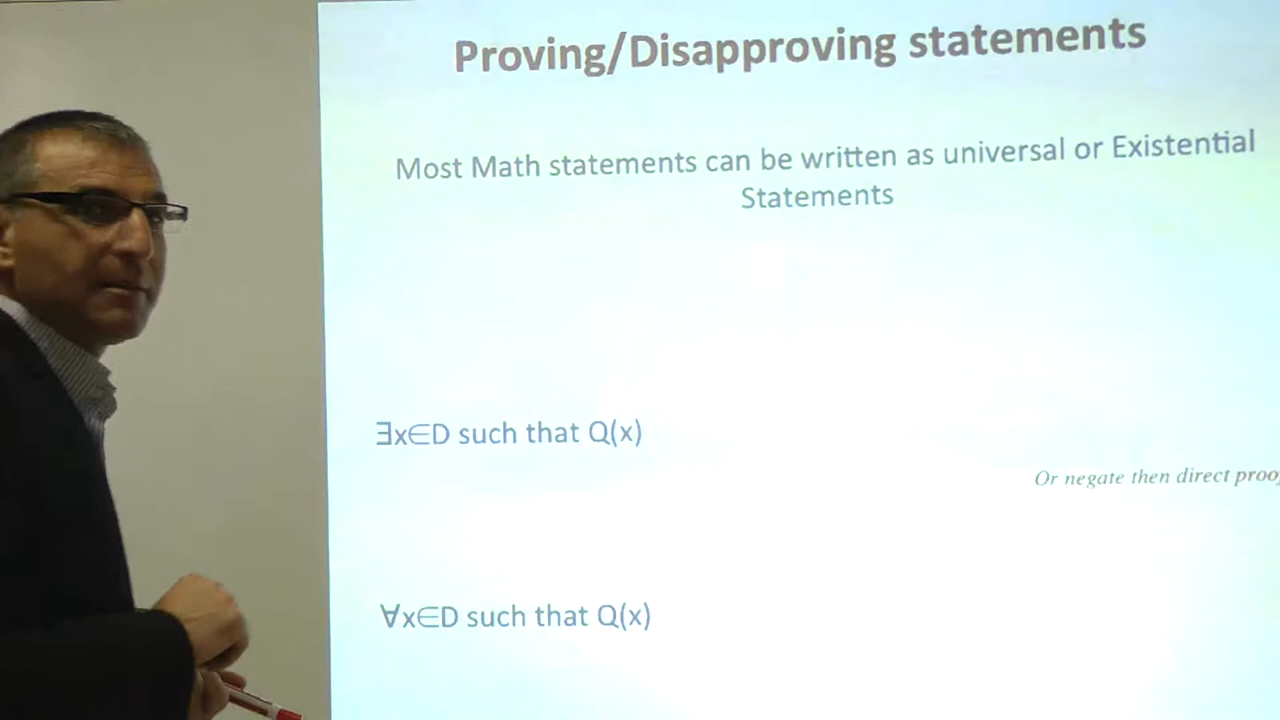 Proving/Disapproving statements
Most Math statements can be written as universal or Existential
Statements
∃x∈D such that Q(x)
Or negate then direct proo
∀x∈D such that Q(x)